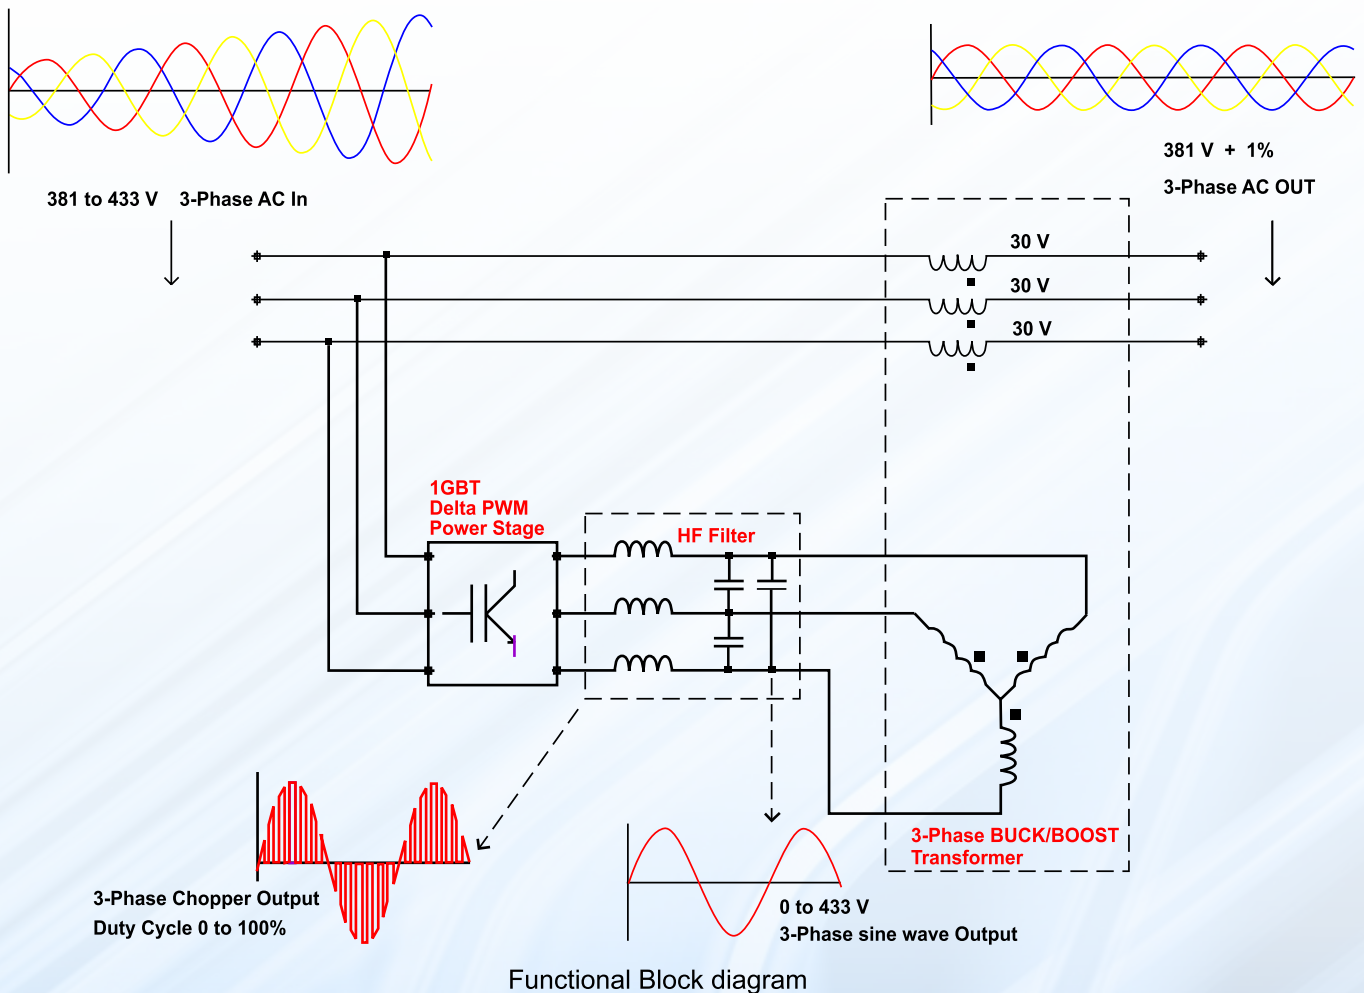 381 to 433 V 3-Phase AC In
381 V + 1%
3-Phase AC OUT
30 V
30 V
30 V
1GBT
Delta PWM
Power Stage
HF Filter
3-Phase BUCK/BOOST
Transformer
3-Phase Chopper Output
Duty Cycle 0 to 100%
0 to 433 V
3-Phase sine wave Output
Functional Block diagram